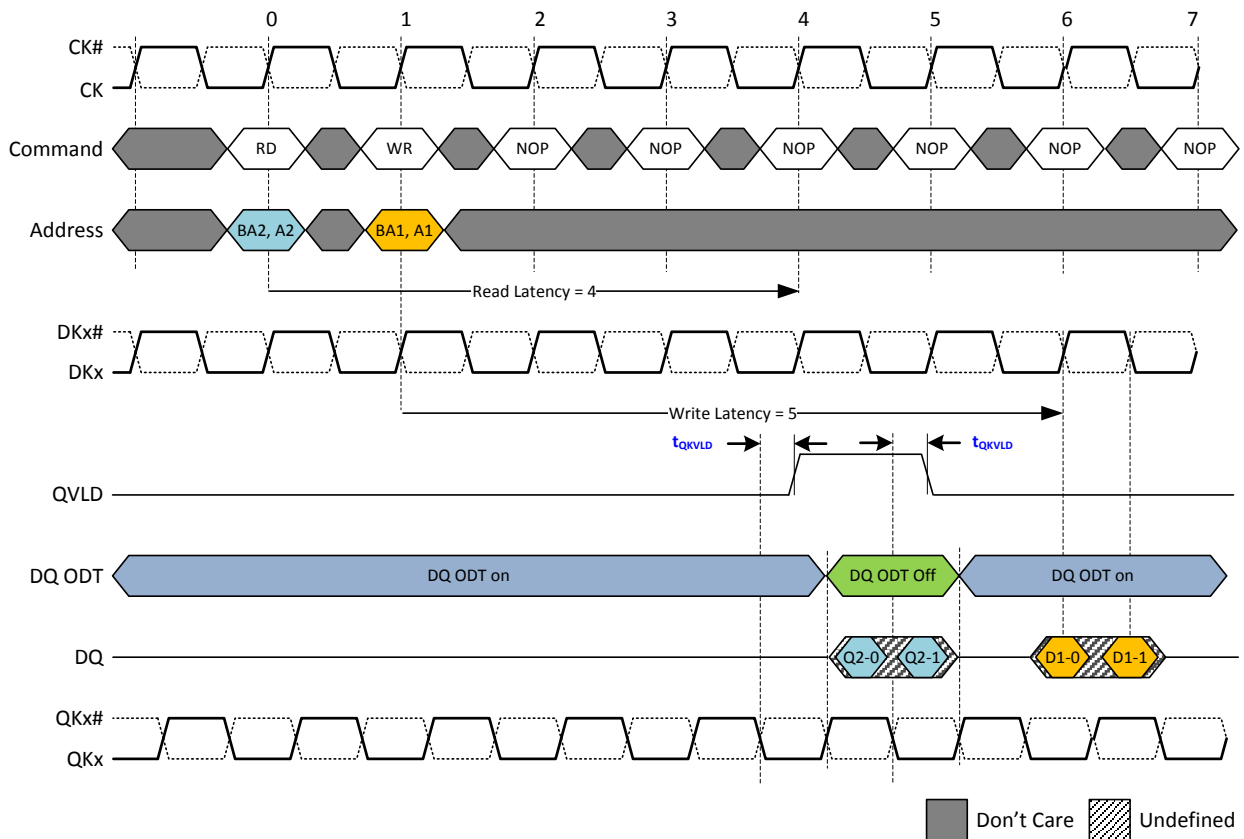 0 1 2 3 4 5 6 7
CK#
CK
Command RD WR NOP NOP NOP NOP NOP NOP
Address BA2, A2 BA1, A1
Read Latency = 4
DKx#
DKx
Write Latency = 5
tQKVLD tQKVLD
QVLD
DQ ODT DQ ODT on DQ ODT Off DQ ODT on
DQ Q2-0 Q2-1 D1-0 D1-1
QKx#
QKx
Don't Care Undefined